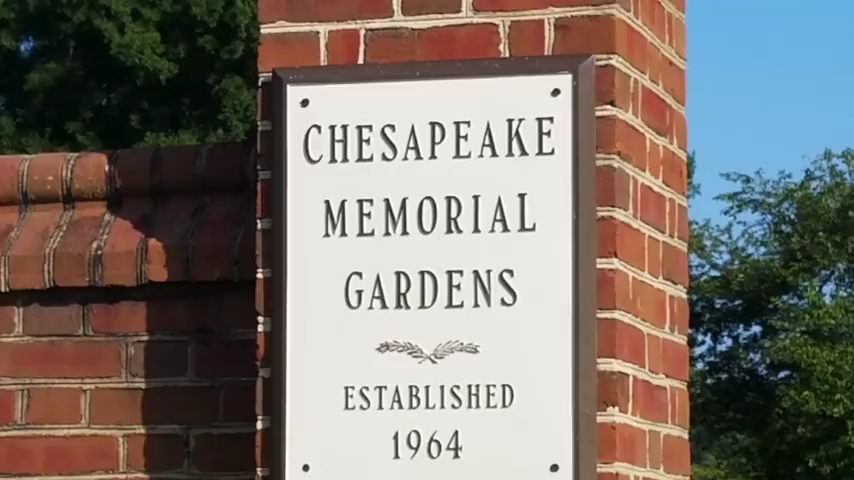 CHESAPEAKE
MEMORIAL
GARDENS
ESTABLISHED
1964